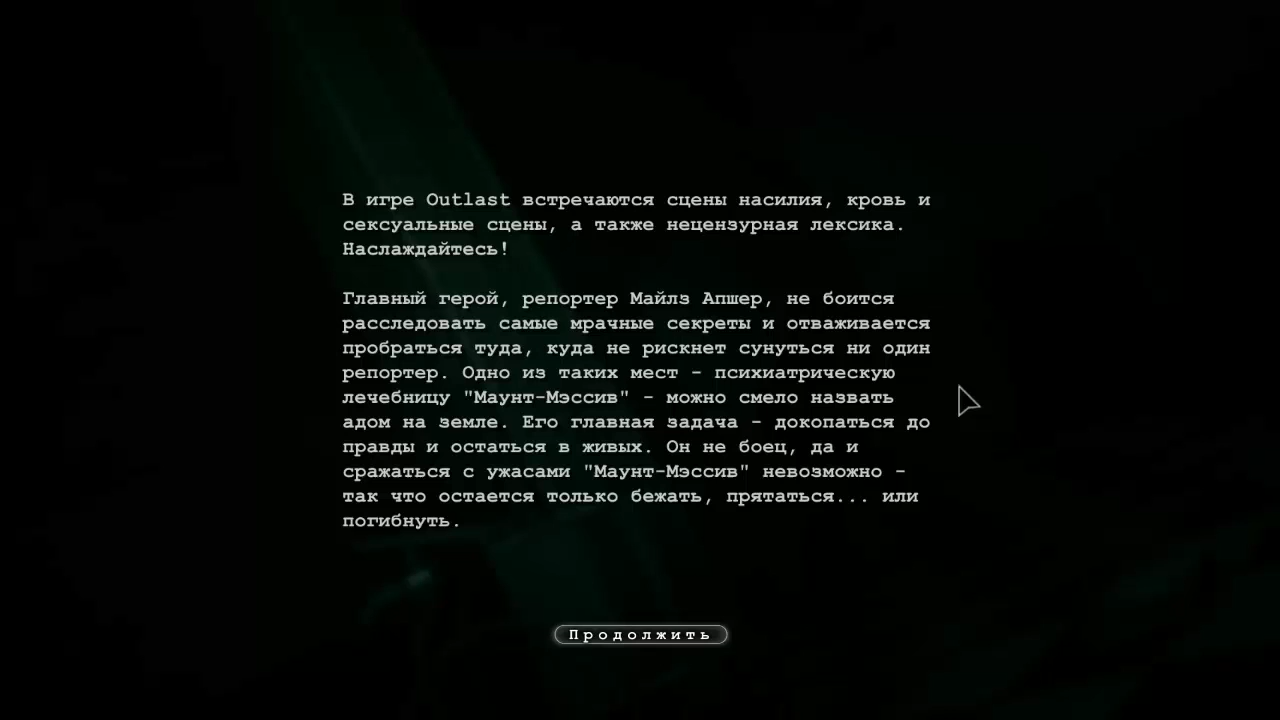 В игре Outlast встречаются сцены насилия, кровь и
сексуальные сцены, а также нецензурная лексика.
Наслаждайтесь!
Главный герой, репортер Майлз Апшер, не боится
расследовать самые мрачные секреты и отваживается
пробраться туда, куда не рискнет сунуться ни один
репортер. Одно из таких мест - психиатрическую
лечебницу "Маунт-Мэссив" - можно смело назвать
адом на земле. Его главная задача - докопаться до
правды и остаться в живых. Он не боец, да и
сражаться с ужасами "Маунт-Мэссив" невозможно -
так что остается только бежать, прятаться... или
погибнуть.
Продолжить